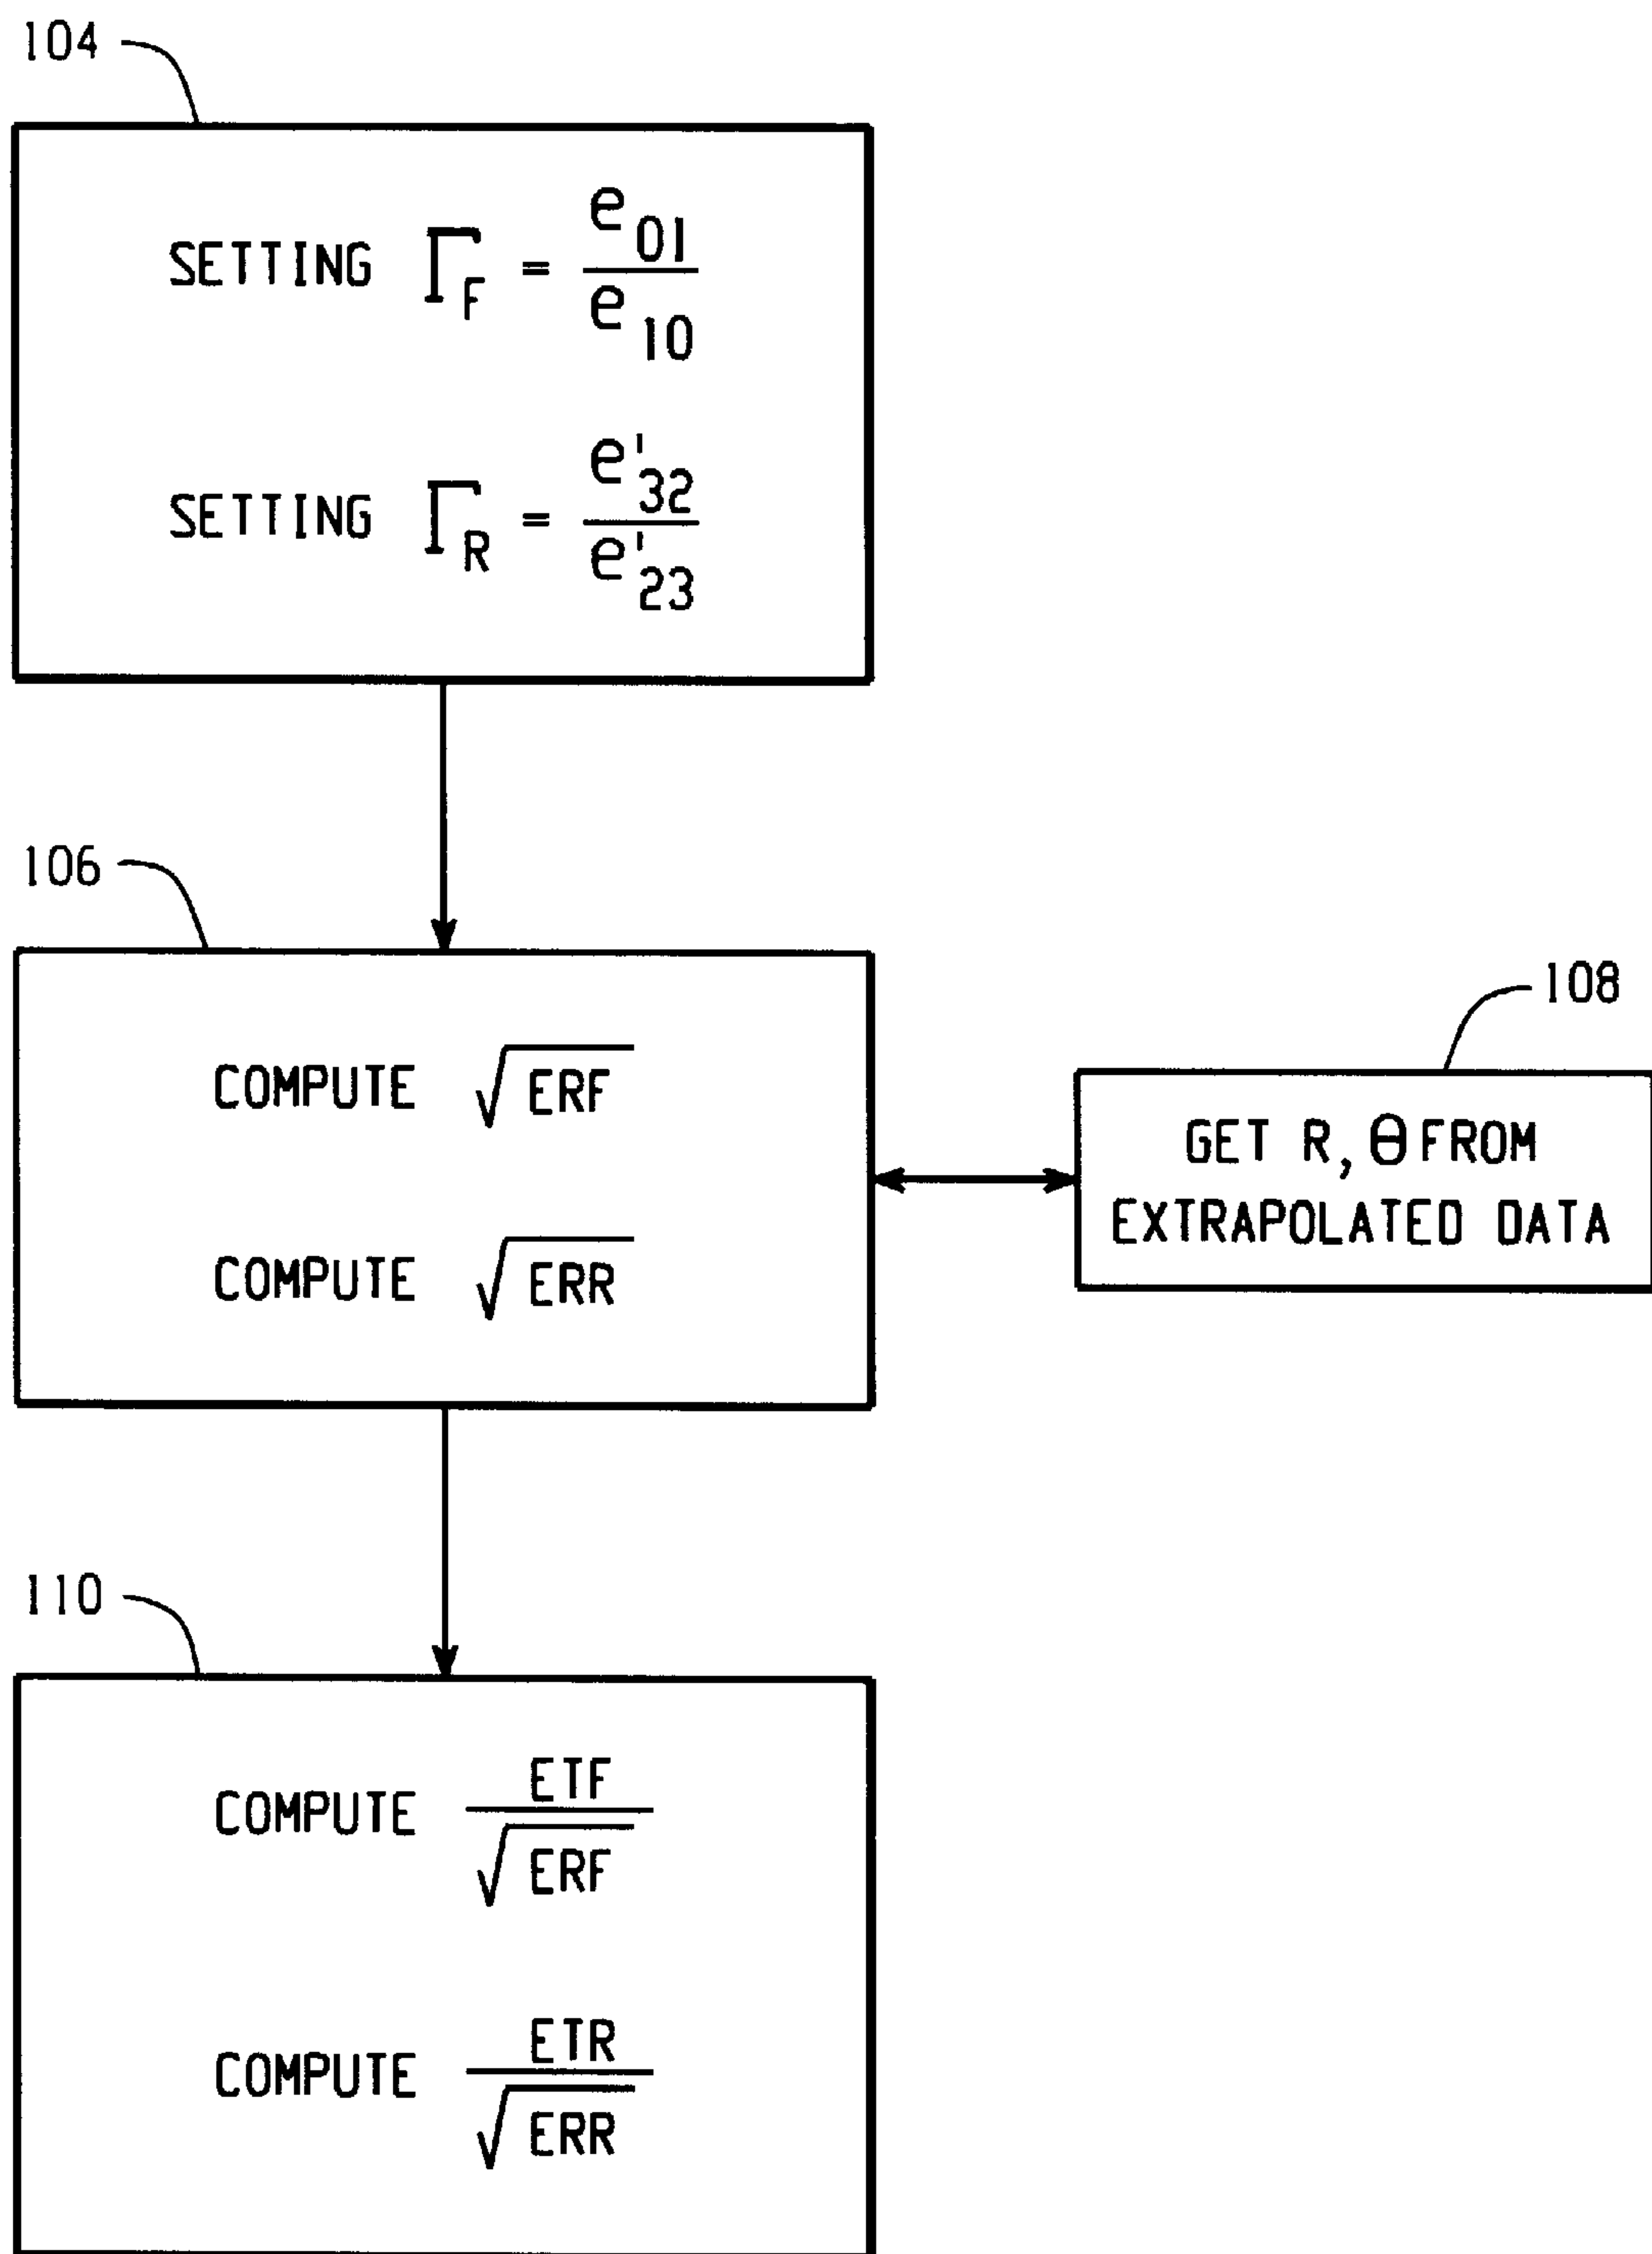 104
SETTING Γ_F = e_01 / e_10
SETTING Γ_R = e'_32 / e'_23
106
COMPUTE √ERF
COMPUTE √ERR
108
GET R, θ FROM
EXTRAPOLATED DATA
110
COMPUTE ETF / √ERF
COMPUTE ETR / √ERR